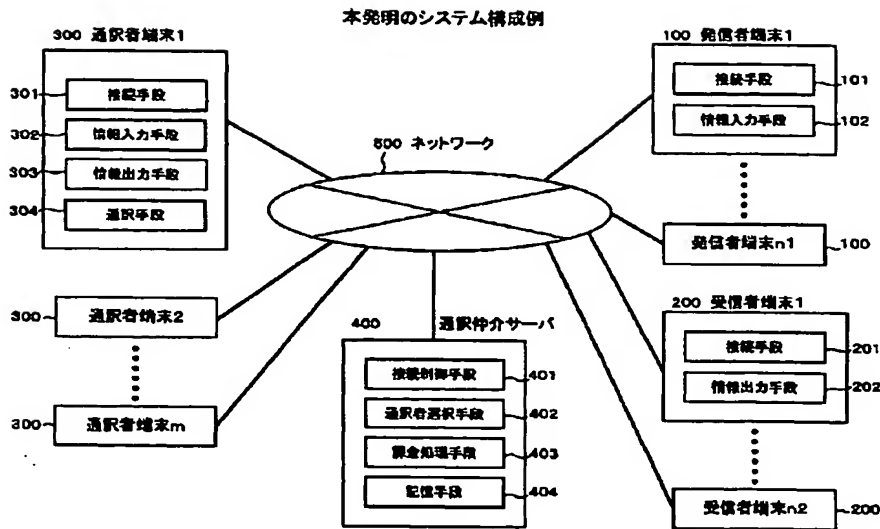 本発明のシステム構成例
300 通訳者端末1
301 接続手段
302 情報入力手段
303 情報出力手段
304 通訳手段
300 通訳者端末2
300 通訳者端末m
500 ネットワーク
400 通訳仲介サーバ
接続制御手段 401
通訳者選択手段 402
課金処理手段 403
記憶手段 404
100 発信者端末1
接続手段 101
情報入力手段 102
発信者端末n1 100
200 受信者端末1
接続手段 201
情報出力手段 202
受信者端末n2 200